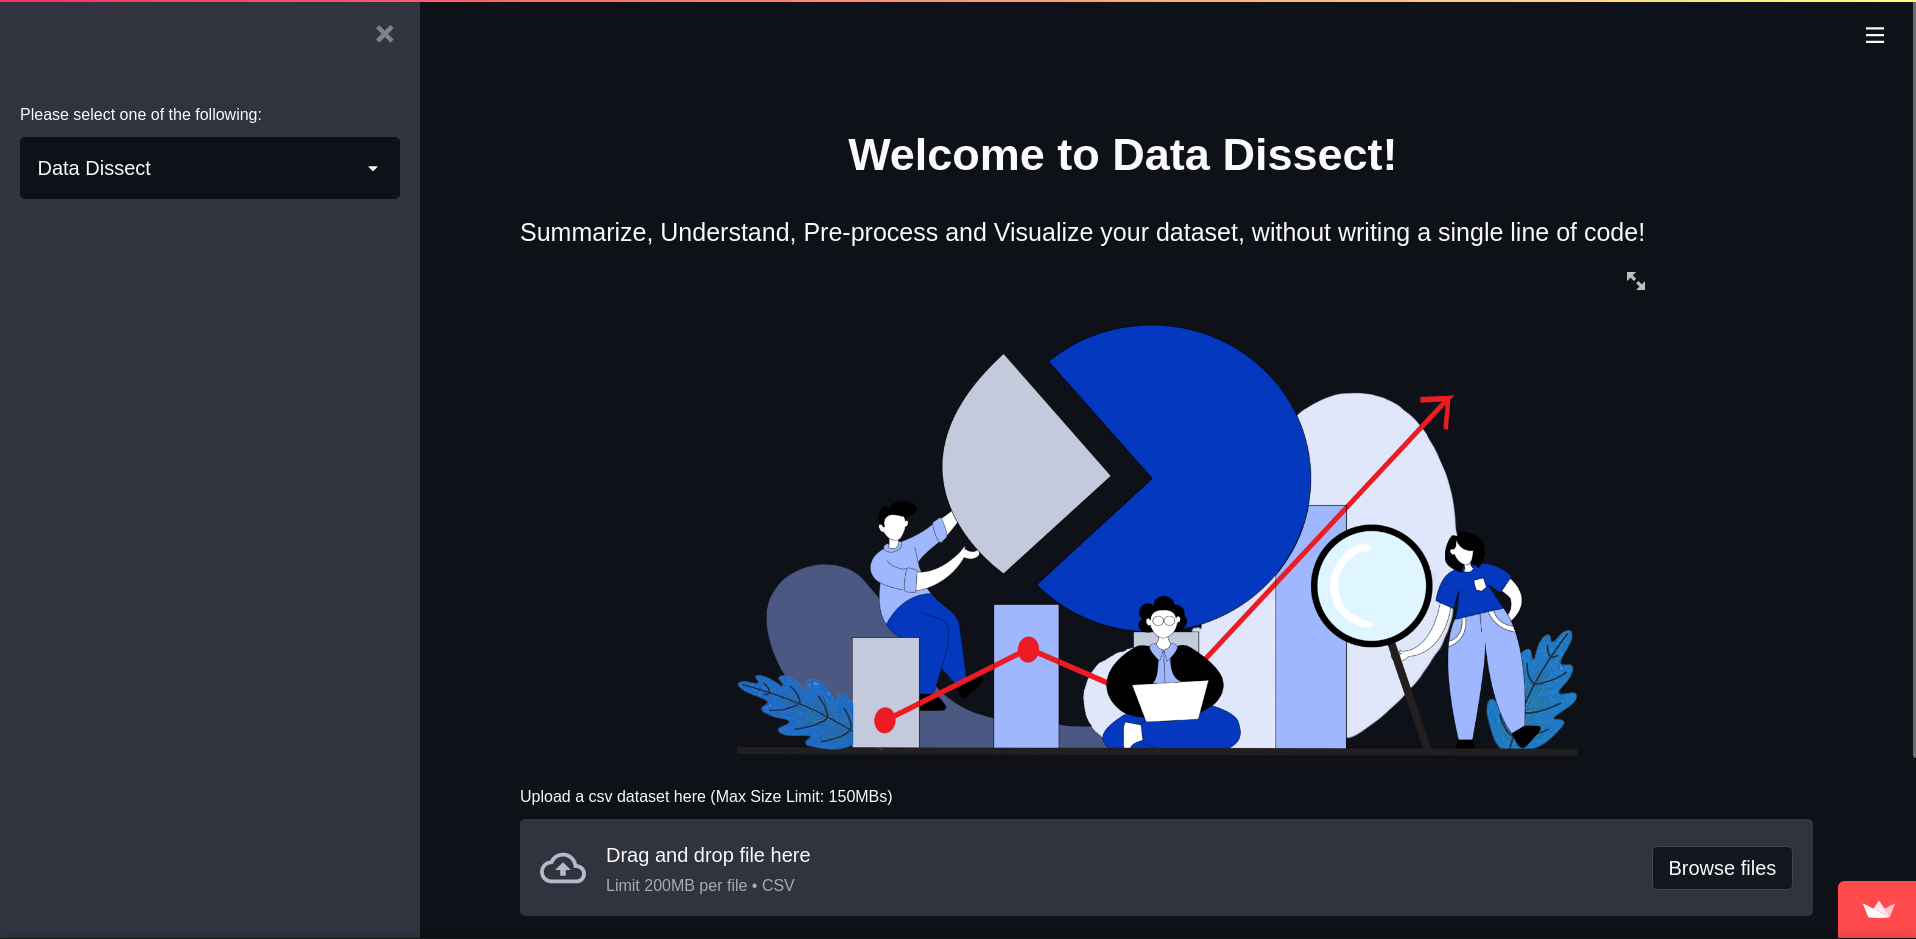 Please select one of the following:
Data Dissect
Welcome to Data Dissect!
Summarize, Understand, Pre-process and Visualize your dataset, without writing a single line of code!
Upload a csv dataset here (Max Size Limit: 150MBs)
Drag and drop file here
Limit 200MB per file • CSV
Browse files